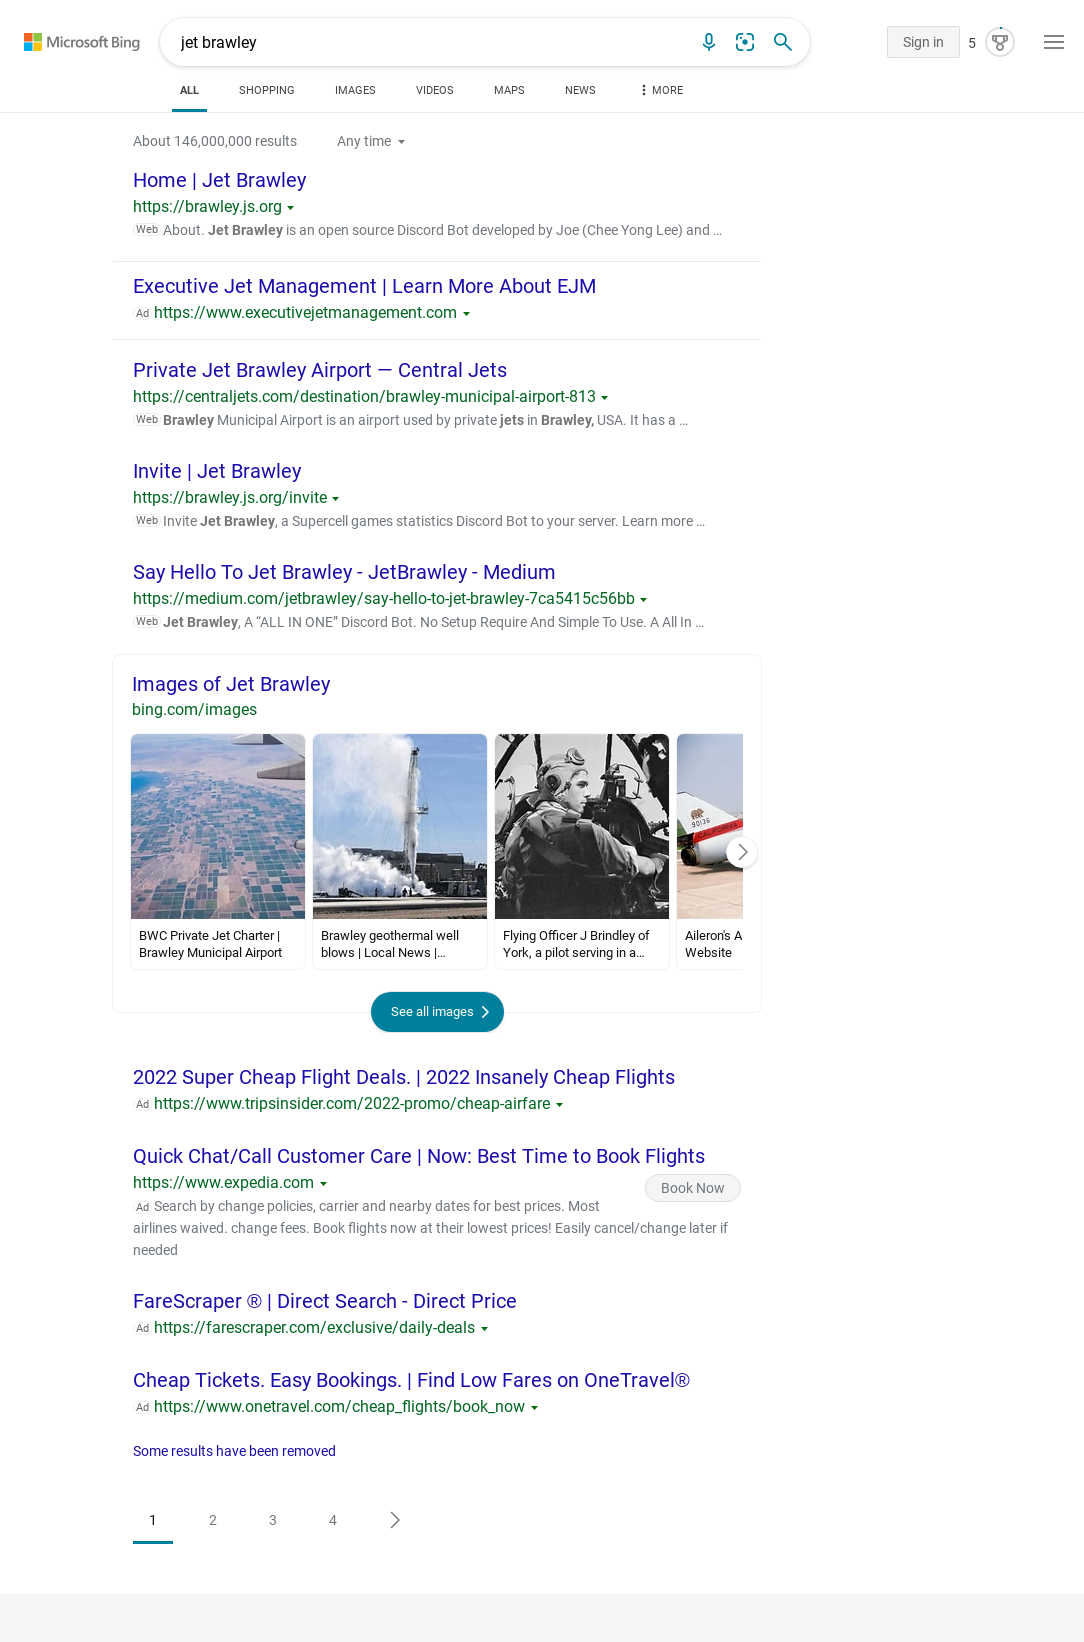 Microsoft Bing
jet brawley
Sign in
5
ALL
SHOPPING
IMAGES
VIDEOS
MAPS
NEWS
MORE
About 146,000,000 results
Any time
Home | Jet Brawley
https://brawley.js.org
Web About. Jet Brawley is an open source Discord Bot developed by Joe (Chee Yong Lee) and …
Executive Jet Management | Learn More About EJM
Ad https://www.executivejetmanagement.com
Private Jet Brawley Airport — Central Jets
https://centraljets.com/destination/brawley-municipal-airport-813
Web Brawley Municipal Airport is an airport used by private jets in Brawley, USA. It has a …
Invite | Jet Brawley
https://brawley.js.org/invite
Web Invite Jet Brawley, a Supercell games statistics Discord Bot to your server. Learn more …
Say Hello To Jet Brawley - JetBrawley - Medium
https://medium.com/jetbrawley/say-hello-to-jet-brawley-7ca5415c56bb
Web Jet Brawley, A “ALL IN ONE” Discord Bot. No Setup Require And Simple To Use. A All In …
Images of Jet Brawley
bing.com/images
90136
CALIFORNIA
BWC Private Jet Charter |
Brawley Municipal Airport
Brawley geothermal well
blows | Local News |…
Flying Officer J Brindley of
York, a pilot serving in a…
Aileron's A
Website
See all images
2022 Super Cheap Flight Deals. | 2022 Insanely Cheap Flights
Ad https://www.tripsinsider.com/2022-promo/cheap-airfare
Quick Chat/Call Customer Care | Now: Best Time to Book Flights
https://www.expedia.com
Book Now
Ad Search by change policies, carrier and nearby dates for best prices. Most
airlines waived. change fees. Book flights now at their lowest prices! Easily cancel/change later if
needed
FareScraper ® | Direct Search - Direct Price
Ad https://farescraper.com/exclusive/daily-deals
Cheap Tickets. Easy Bookings. | Find Low Fares on OneTravel®
Ad https://www.onetravel.com/cheap_flights/book_now
Some results have been removed
1
2
3
4